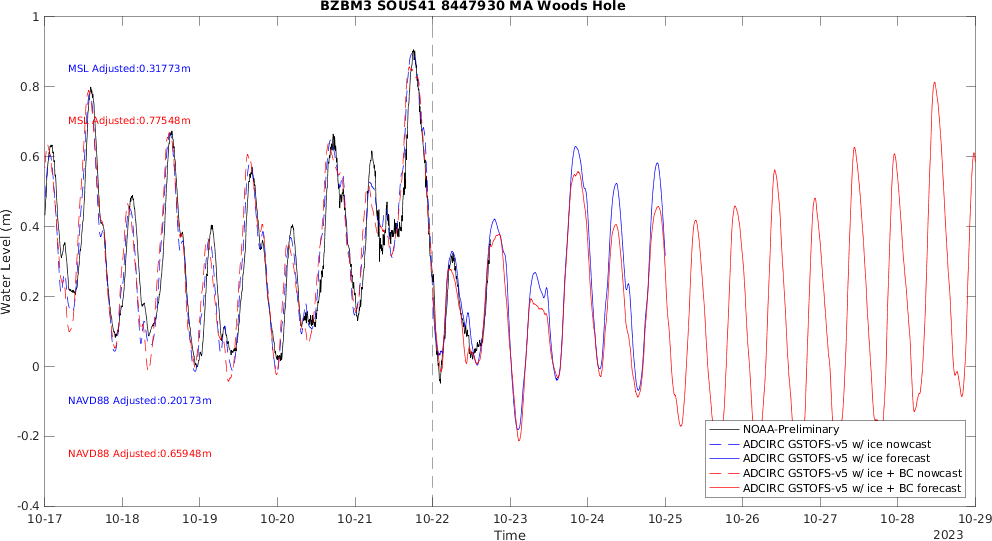 BZBM3 SOUS41 8447930 MA Woods Hole
Water Level (m)
1
0.8
0.6
0.4
0.2
0
-0.2
-0.4
MSL Adjusted:0.31773m
MSL Adjusted:0.77548m
NAVD88 Adjusted:0.20173m
NAVD88 Adjusted:0.65948m
NOAA-Preliminary
ADCIRC GSTOFS-v5 w/ ice nowcast
ADCIRC GSTOFS-v5 w/ ice forecast
ADCIRC GSTOFS-v5 w/ ice + BC nowcast
ADCIRC GSTOFS-v5 w/ ice + BC forecast
10-17 10-18 10-19 10-20 10-21 10-22 10-23 10-24 10-25 10-26 10-27 10-28 10-29
Time
2023